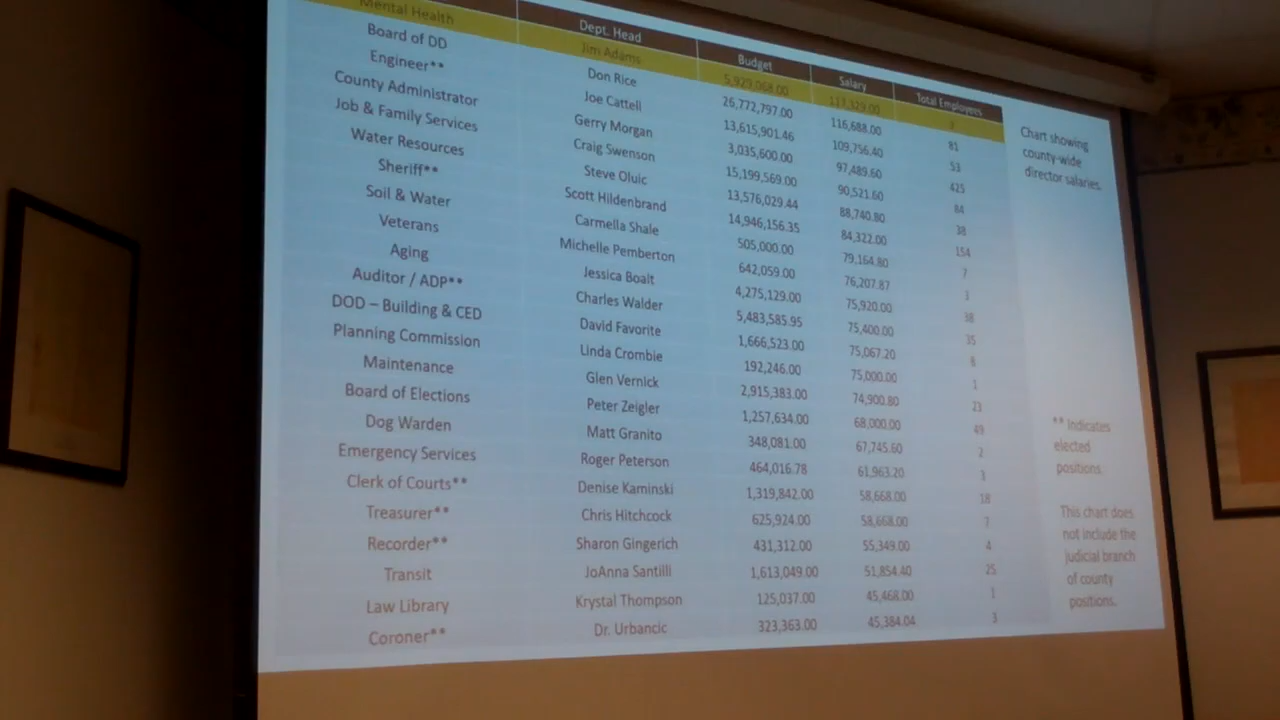 Dept. Head Budget Salary Total Employees
Mental Health Jim Adams 5,929,068.00 117,329.00
Board of DD Don Rice 26,772,797.00 116,688.00 81
Engineer** Joe Cattell 13,615,901.46 109,756.40 53
County Administrator Gerry Morgan 3,035,600.00 97,489.60 425
Job & Family Services Craig Swenson 15,199,569.00 90,521.60 84
Water Resources Steve Oluic 13,576,029.44 88,740.80 38
Sheriff** Scott Hildenbrand 14,946,156.35 84,322.00 154
Soil & Water Carmella Shale 505,000.00 79,164.80 7
Veterans Michelle Pemberton 642,059.00 76,207.87 3
Aging Jessica Boalt 4,275,129.00 75,920.00 38
Auditor / ADP** Charles Walder 5,483,585.95 75,400.00 35
DOD – Building & CED David Favorite 1,666,523.00 75,067.20 8
Planning Commission Linda Crombie 192,246.00 75,000.00 1
Maintenance Glen Vernick 2,915,383.00 74,900.80 23
Board of Elections Peter Zeigler 1,257,634.00 68,000.00 49
Dog Warden Matt Granito 348,081.00 67,745.60 2
Emergency Services Roger Peterson 464,016.78 61,963.20 3
Clerk of Courts** Denise Kaminski 1,319,842.00 58,668.00 18
Treasurer** Chris Hitchcock 625,924.00 58,668.00 7
Recorder** Sharon Gingerich 431,312.00 55,349.00 4
Transit JoAnna Santilli 1,613,049.00 51,854.40 25
Law Library Krystal Thompson 125,037.00 45,468.00 1
Coroner** Dr. Urbancic 323,363.00 45,384.04 3
Chart showing
county-wide
director salaries.
** Indicates
elected
positions.
This chart does
not include the
judicial branch
of county
positions.